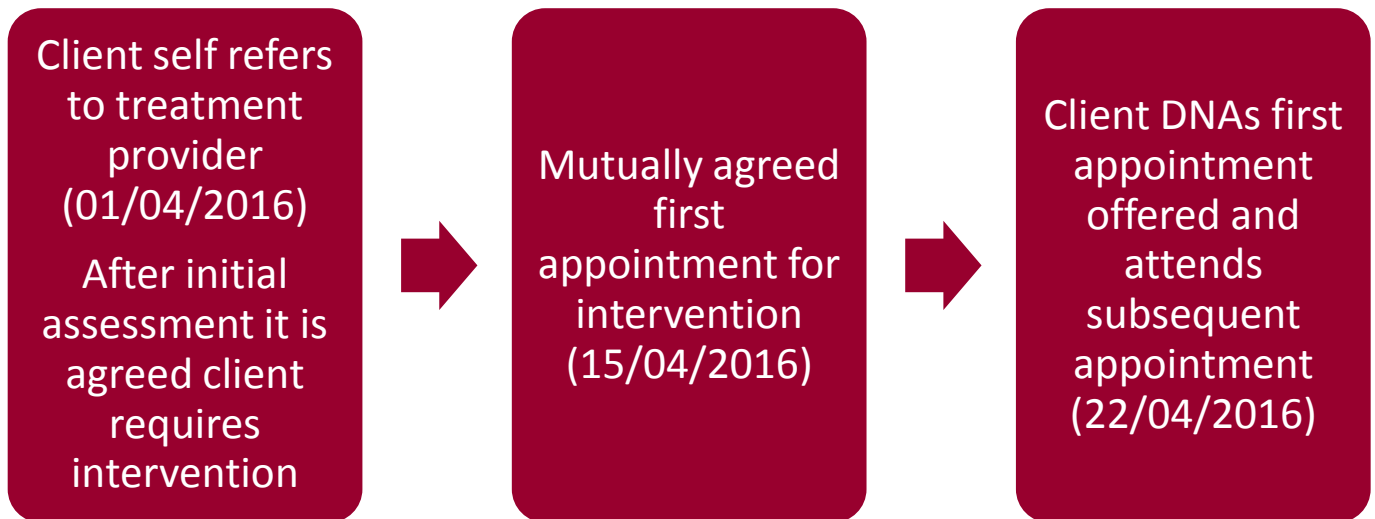 Client self refers
to treatment
provider
(01/04/2016)
After initial
assessment it is
agreed client
requires
intervention
Mutually agreed
first
appointment for
intervention
(15/04/2016)
Client DNAs first
appointment
offered and
attends
subsequent
appointment
(22/04/2016)